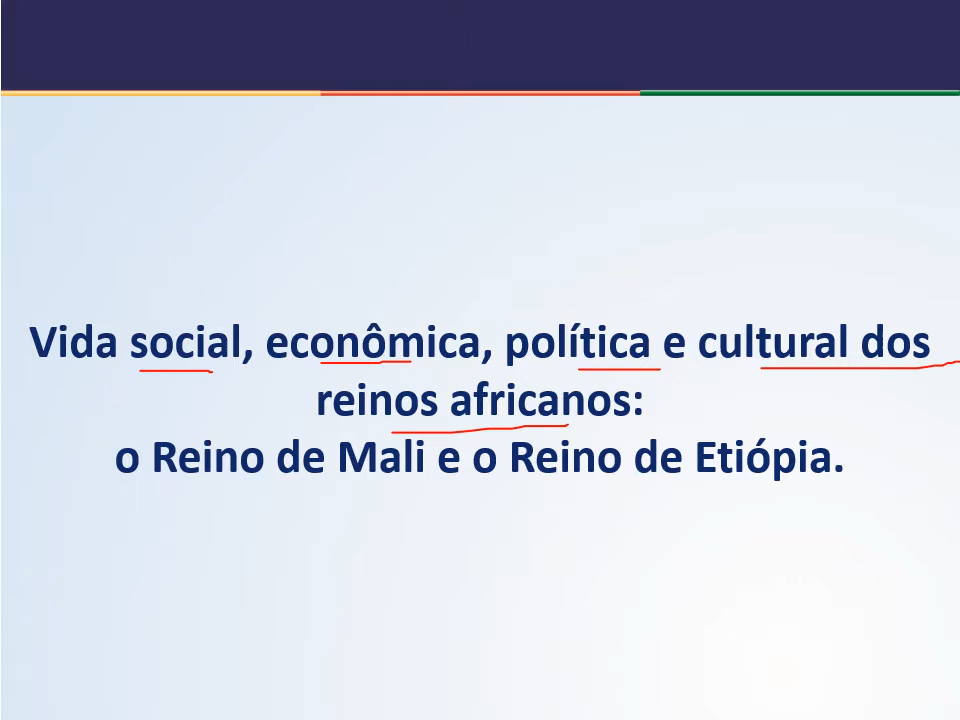 Vida social, econômica, política e cultural dos
reinos africanos:
o Reino de Mali e o Reino de Etiópia.